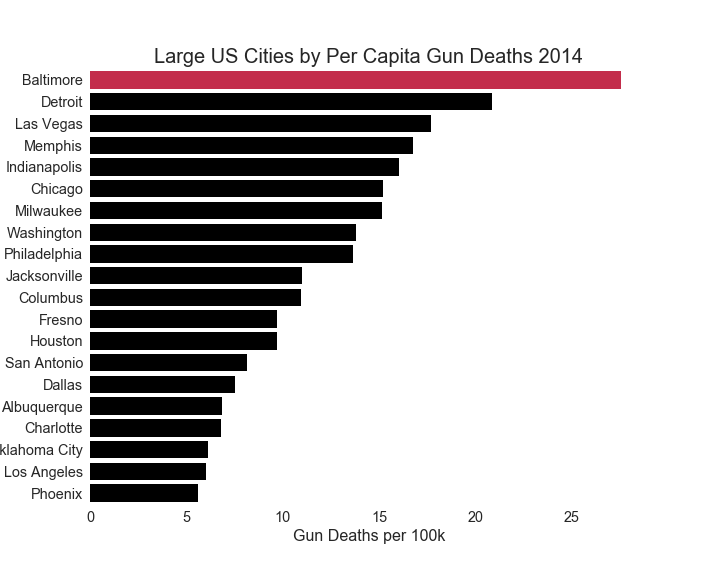 Large US Cities by Per Capita Gun Deaths 2014
Baltimore
Detroit
Las Vegas
Memphis
Indianapolis
Chicago
Milwaukee
Washington
Philadelphia
Jacksonville
Columbus
Fresno
Houston
San Antonio
Dallas
Albuquerque
Charlotte
klahoma City
Los Angeles
Phoenix
0 5 10 15 20 25
Gun Deaths per 100k